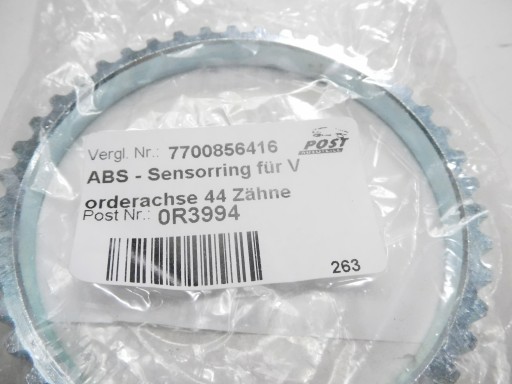 POST
Vergl. Nr.: 7700856416
ABS - Sensorring für V
orderachse 44 Zähne
Post Nr.: 0R3994
263